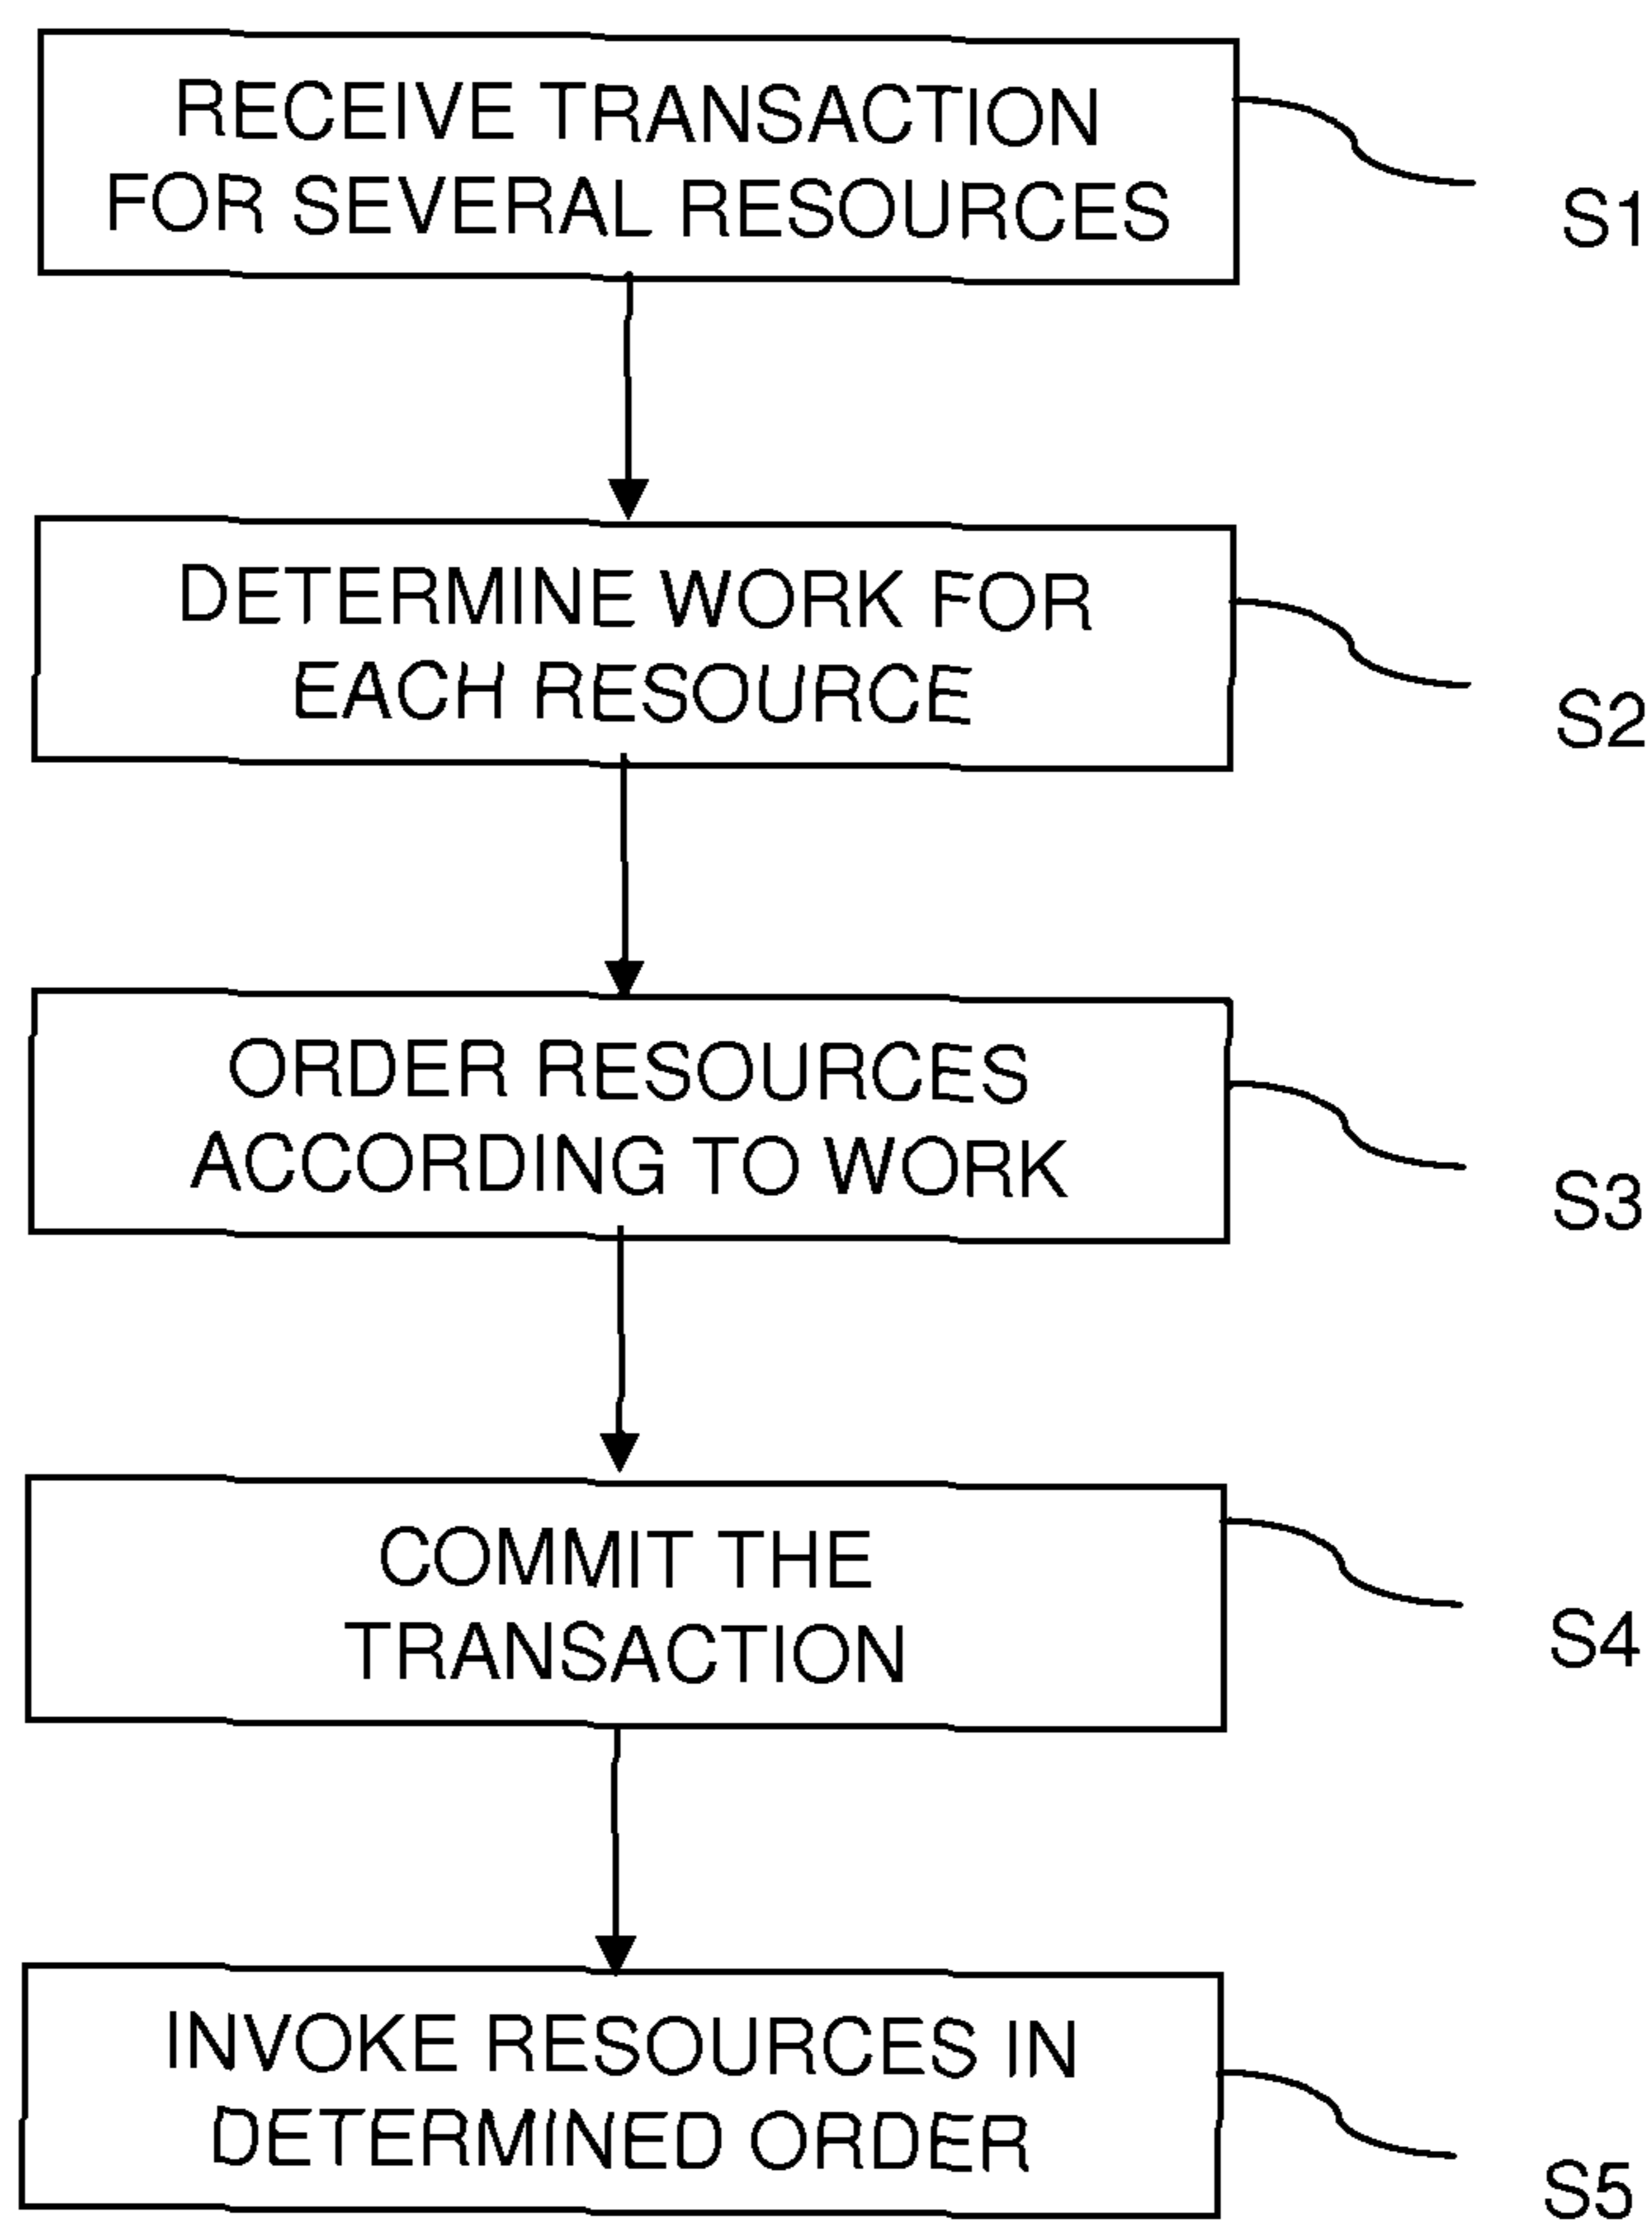 RECEIVE TRANSACTION
FOR SEVERAL RESOURCES
S1
DETERMINE WORK FOR
EACH RESOURCE
S2
ORDER RESOURCES
ACCORDING TO WORK
S3
COMMIT THE
TRANSACTION
S4
INVOKE RESOURCES IN
DETERMINED ORDER
S5